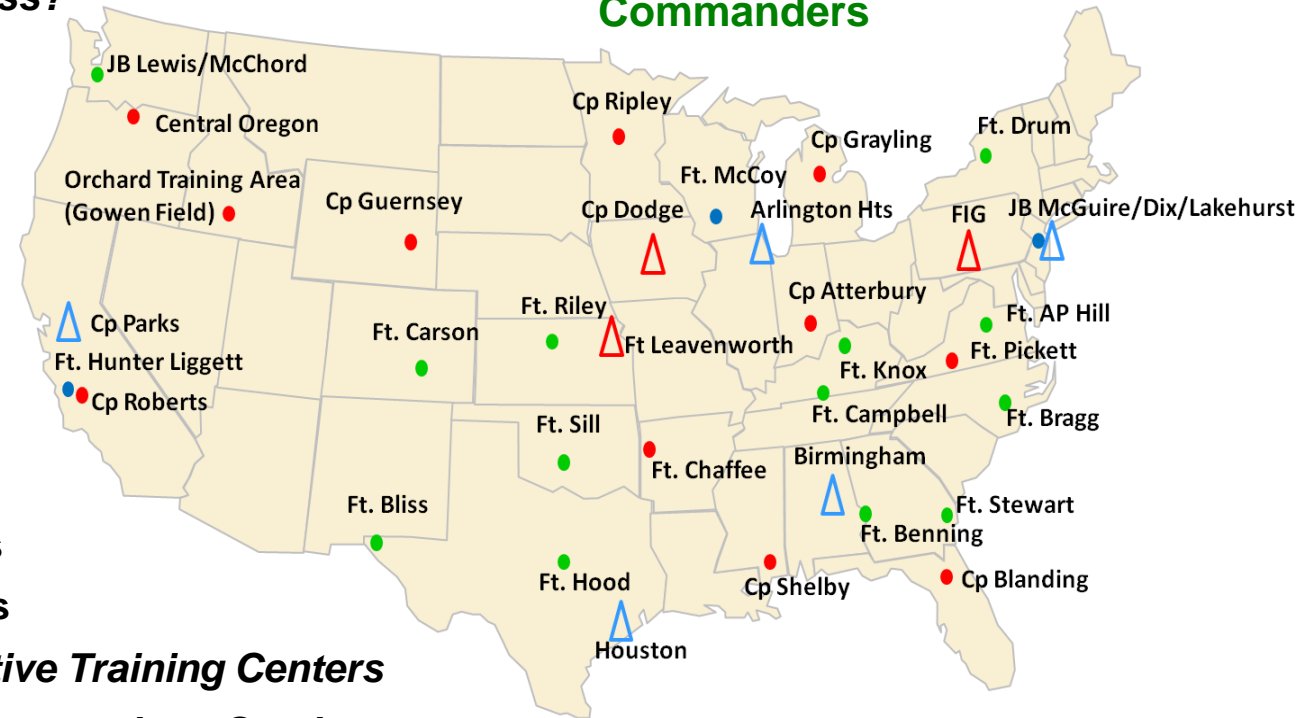 Commanders
JB Lewis/McChord
Central Oregon
Cp Ripley
Cp Grayling
Ft. Drum
Orchard Training Area
(Gowen Field)
Cp Guernsey
Ft. McCoy
Cp Dodge
Arlington Hts
FIG
JB McGuire/Dix/Lakehurst
Cp Parks
Ft. Carson
Ft. Riley
Ft Leavenworth
Cp Atterbury
Ft. AP Hill
Ft. Hunter Liggett
Cp Roberts
Ft. Knox
Ft. Pickett
Ft. Campbell
Ft. Bragg
Ft. Sill
Ft. Chaffee
Birmingham
Ft. Bliss
Ft. Stewart
Ft. Benning
Ft. Hood
Cp Shelby
Cp Blanding
Houston
tive Training Centers